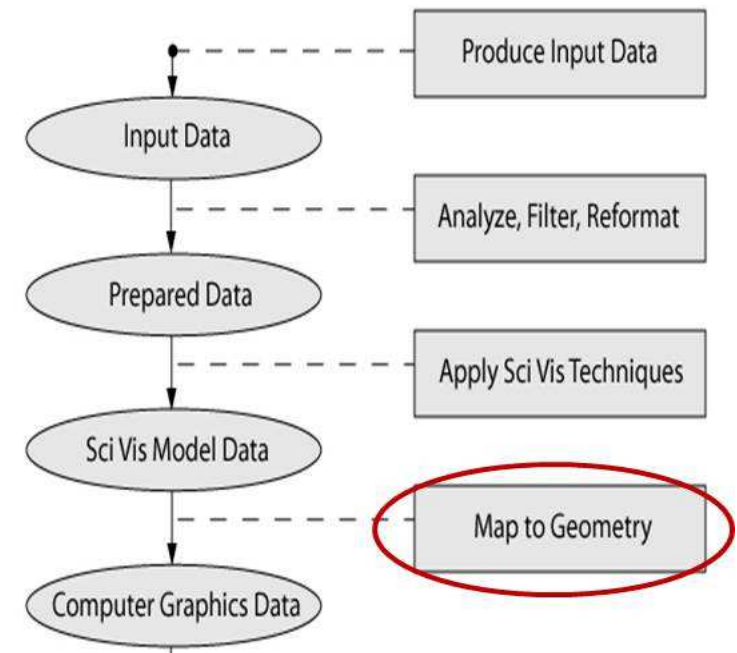 Produce Input Data
Input Data
Analyze, Filter, Reformat
Prepared Data
Apply Sci Vis Techniques
Sci Vis Model Data
Map to Geometry
Computer Graphics Data